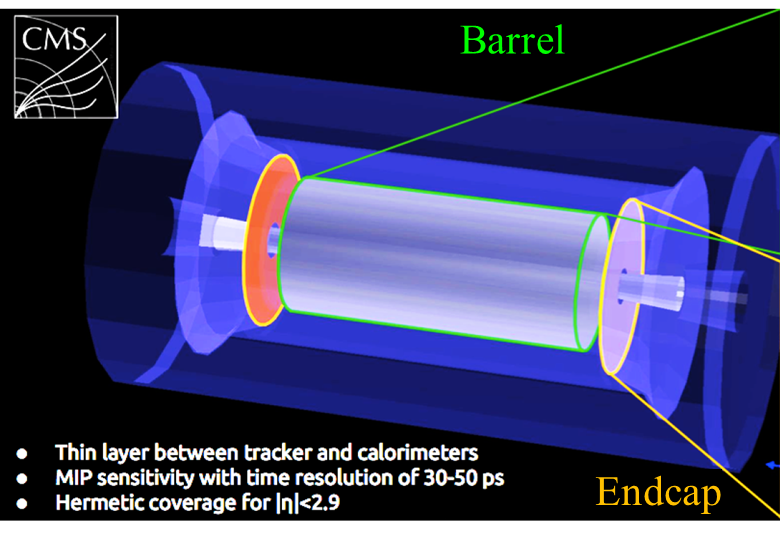 CMS
Barrel
● Thin layer between tracker and calorimeters
● MIP sensitivity with time resolution of 30-50 ps
● Hermetic coverage for |η|<2.9
Endcap